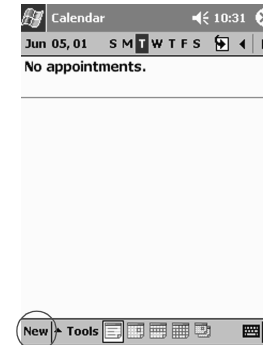 Calendar 10:31
Jun 05, 01 S M T W T F S
No appointments.
New Tools